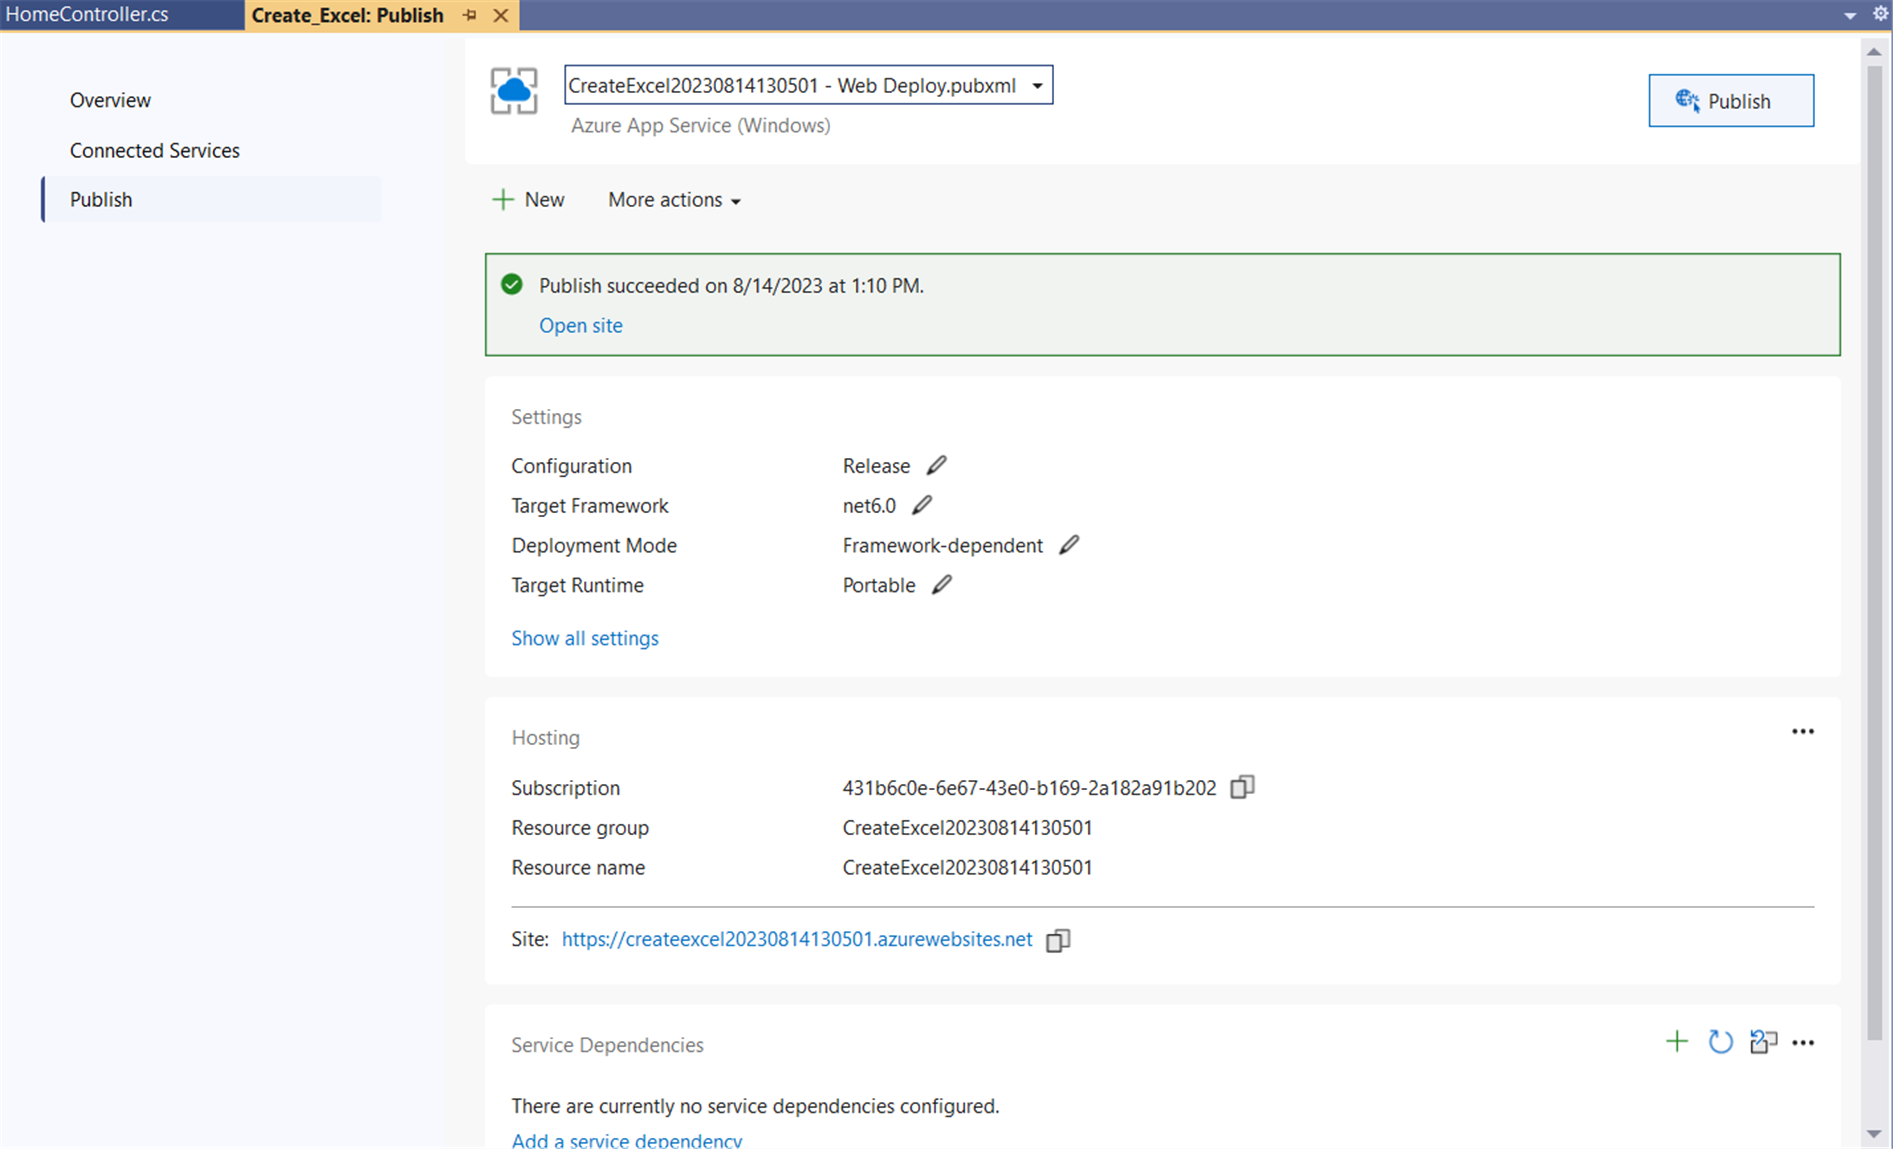 HomeController.cs
Create_Excel: Publish
Overview
Connected Services
Publish
CreateExcel20230814130501 - Web Deploy.pubxml
Azure App Service (Windows)
Publish
New
More actions
Publish succeeded on 8/14/2023 at 1:10 PM.
Open site
Settings
Configuration Release
Target Framework net6.0
Deployment Mode Framework-dependent
Target Runtime Portable
Show all settings
Hosting
Subscription 431b6c0e-6e67-43e0-b169-2a182a91b202
Resource group CreateExcel20230814130501
Resource name CreateExcel20230814130501
Site: https://createexcel20230814130501.azurewebsites.net
Service Dependencies
There are currently no service dependencies configured.
Add a service dependency